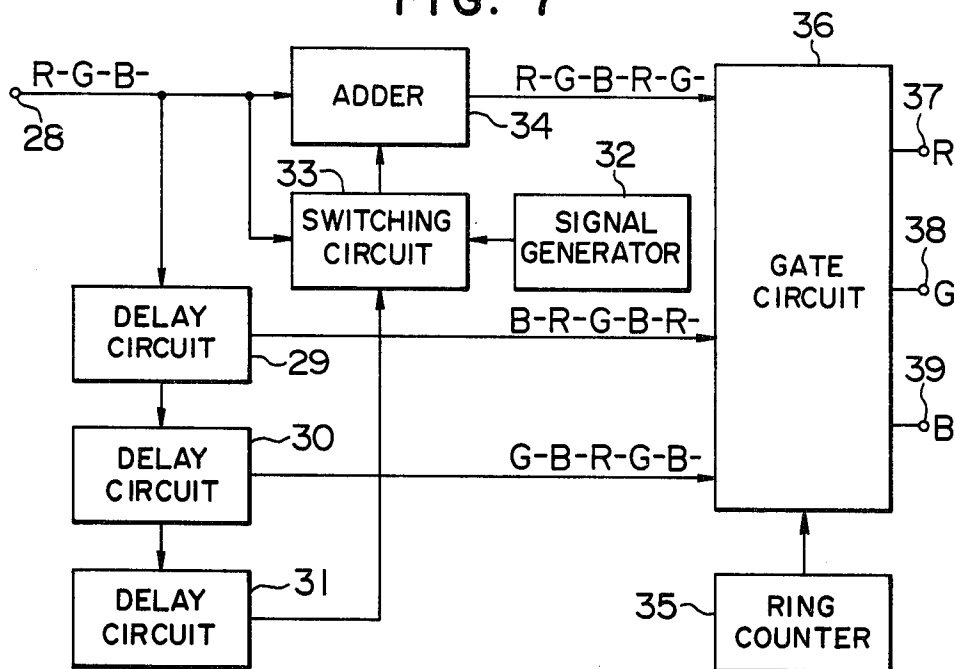 FIG. 7
36
R-G-B-
28
ADDER
34
R-G-B-R-G-
37
R
33
SWITCHING
CIRCUIT
32
SIGNAL
GENERATOR
38
G
GATE
CIRCUIT
DELAY
CIRCUIT
29
B-R-G-B-R-
39
B
30
DELAY
CIRCUIT
G-B-R-G-B-
31
DELAY
CIRCUIT
35
RING
COUNTER